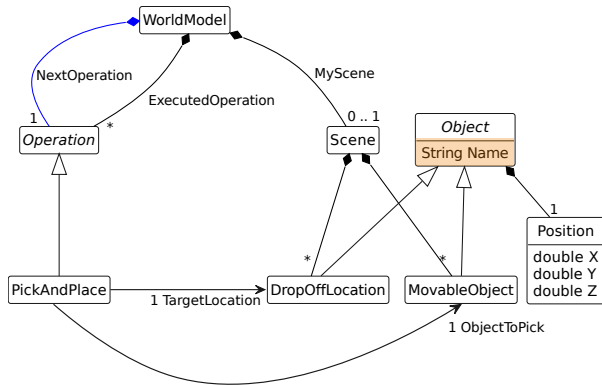 WorldModel
NextOperation
MyScene
ExecutedOperation
1
*
0 .. 1
Operation
Scene
Object
String Name
1
Position
double X
double Y
double Z
*
*
PickAndPlace
DropOffLocation
MovableObject
1 TargetLocation
1 ObjectToPick